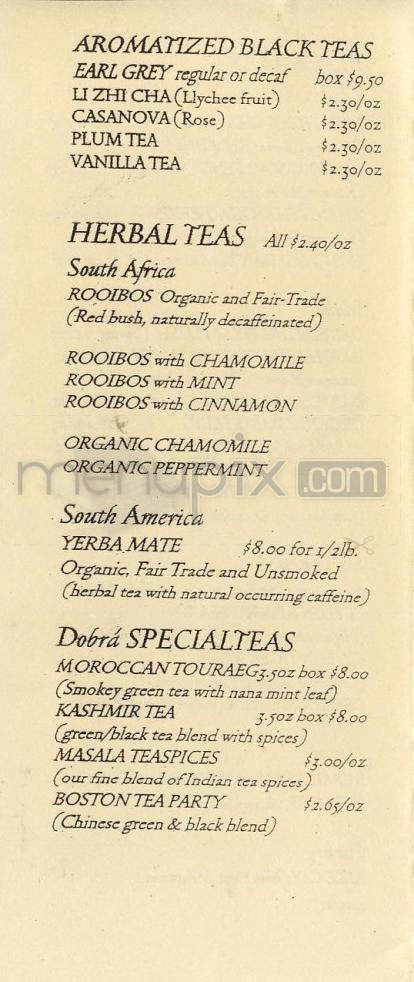 AROMATIZED BLACK TEAS
EARL GREY regular or decaf box $9.50
LI ZHI CHA (Llychee fruit) $2.30/oz
CASANOVA (Rose) $2.30/oz
PLUM TEA $2.30/oz
VANILLA TEA $2.30/oz
HERBAL TEAS All $2.40/oz
South Africa
ROOIBOS Organic and Fair-Trade
(Red bush, naturally decaffeinated)
ROOIBOS with CHAMOMILE
ROOIBOS with MINT
ROOIBOS with CINNAMON
ORGANIC CHAMOMILE
ORGANIC PEPPERMINT
menupix.com
South America
YERBA MATE $8.00 for 1/2lb.
Organic, Fair Trade and Unsmoked
(herbal tea with natural occurring caffeine)
Dobrá SPECIALTEAS
MOROCCAN TOURAEG 3.5oz box $8.00
(Smokey green tea with nana mint leaf)
KASHMIR TEA 3.5oz box $8.00
(green/black tea blend with spices)
MASALA TEASPICES $3.00/oz
(our fine blend of Indian tea spices)
BOSTON TEA PARTY $2.65/oz
(Chinese green & black blend)